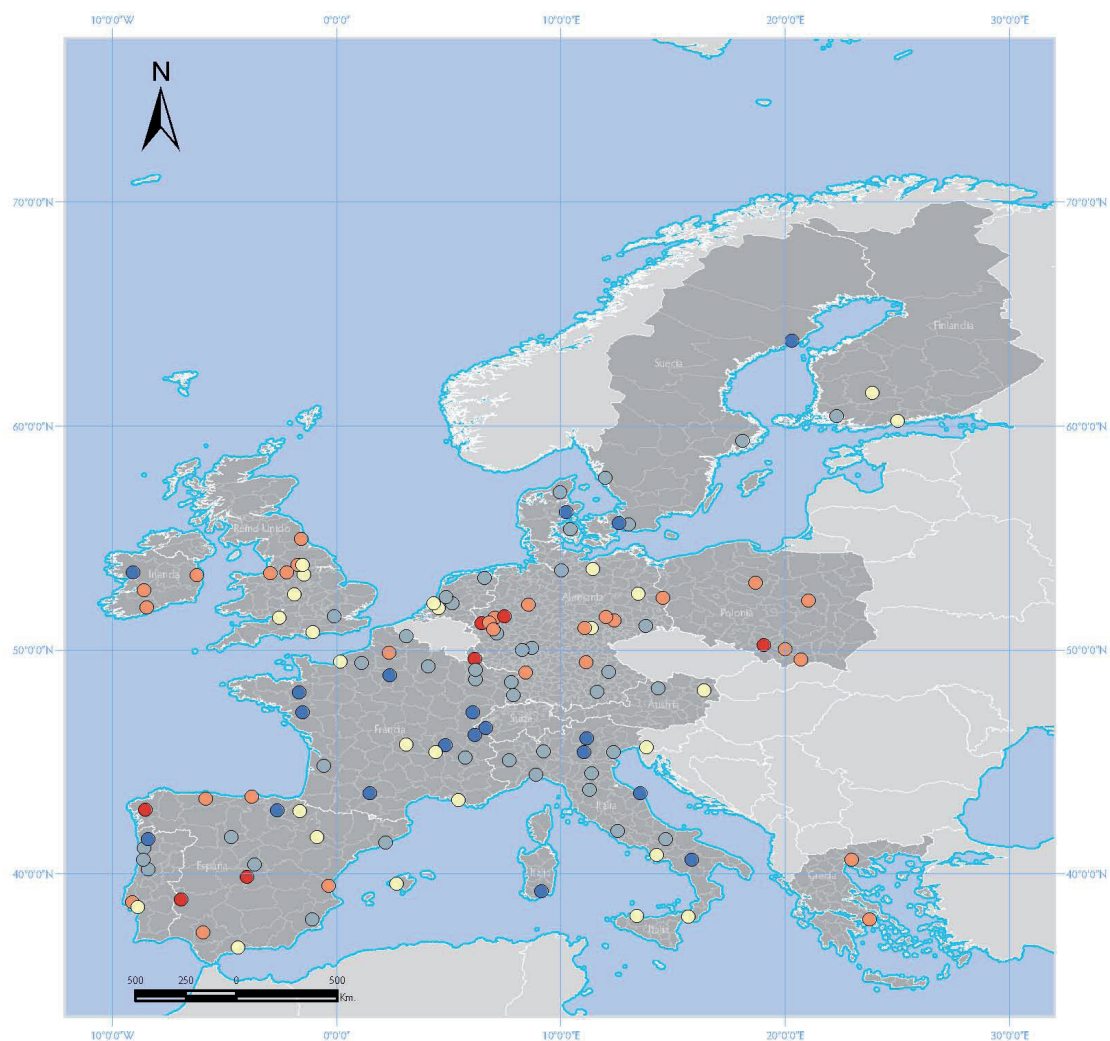 10°0'0"W 0°0'0"E 10°0'0"E 20°0'0"E 30°0'0"E
N
70°0'0"N 70°0'0"N
Finlandia
Suecia
60°0'0"N 60°0'0"N
Reino Unido
Irlanda
Alemania
Polonia
50°0'0"N 50°0'0"N
Austria
Suiza
Francia
Italia
España
Italia
Grecia
40°0'0"N 40°0'0"N
Italia
500 250 0 500
Km.
10°0'0"W 0°0'0"E 10°0'0"E 20°0'0"E 30°0'0"E